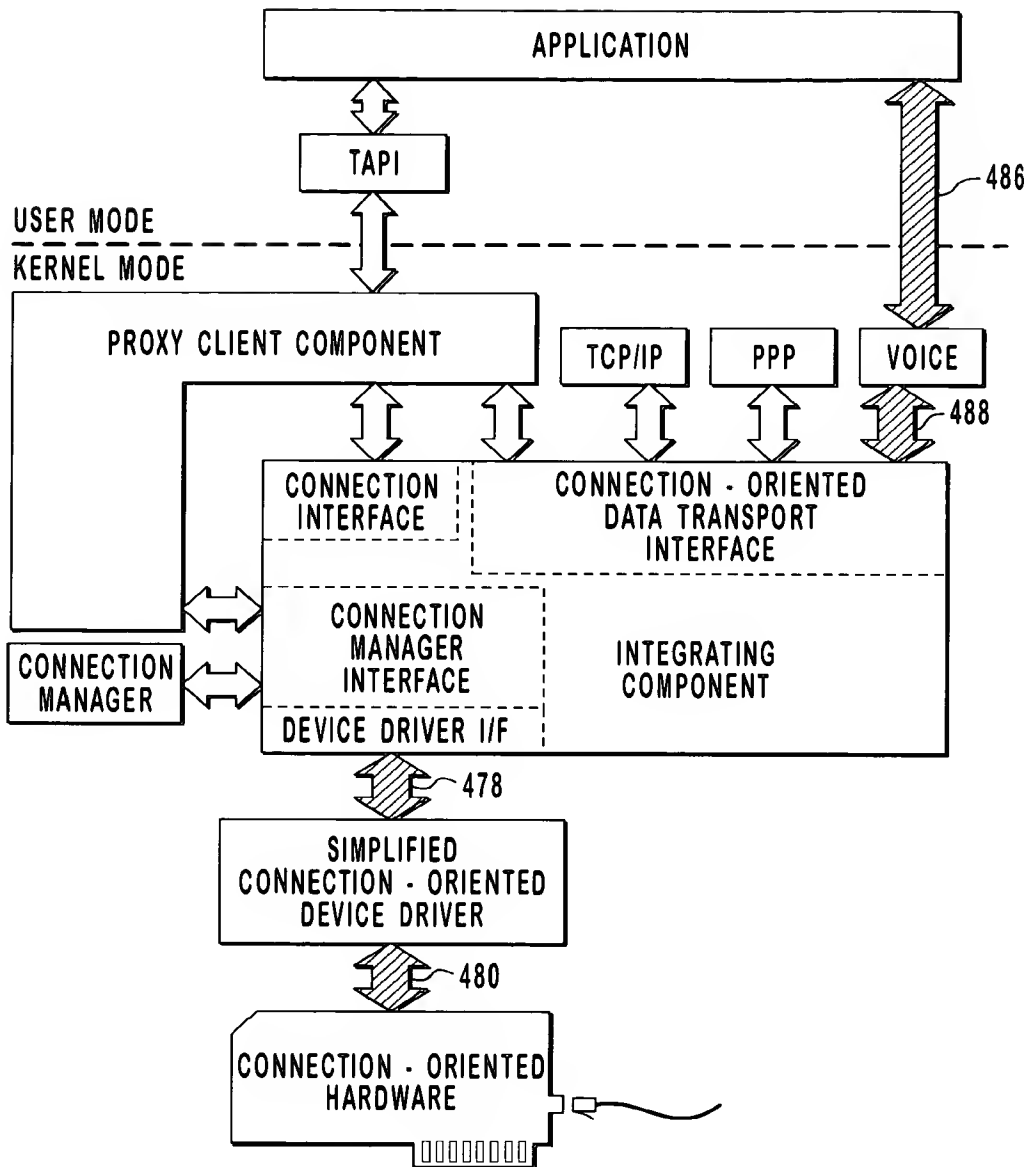 APPLICATION
TAPI
486
USER MODE
KERNEL MODE
PROXY CLIENT COMPONENT
TCP/IP
PPP
VOICE
488
CONNECTION
INTERFACE
CONNECTION - ORIENTED
DATA TRANSPORT
INTERFACE
CONNECTION
MANAGER
INTERFACE
INTEGRATING
COMPONENT
CONNECTION
MANAGER
DEVICE DRIVER I/F
478
SIMPLIFIED
CONNECTION - ORIENTED
DEVICE DRIVER
480
CONNECTION - ORIENTED
HARDWARE